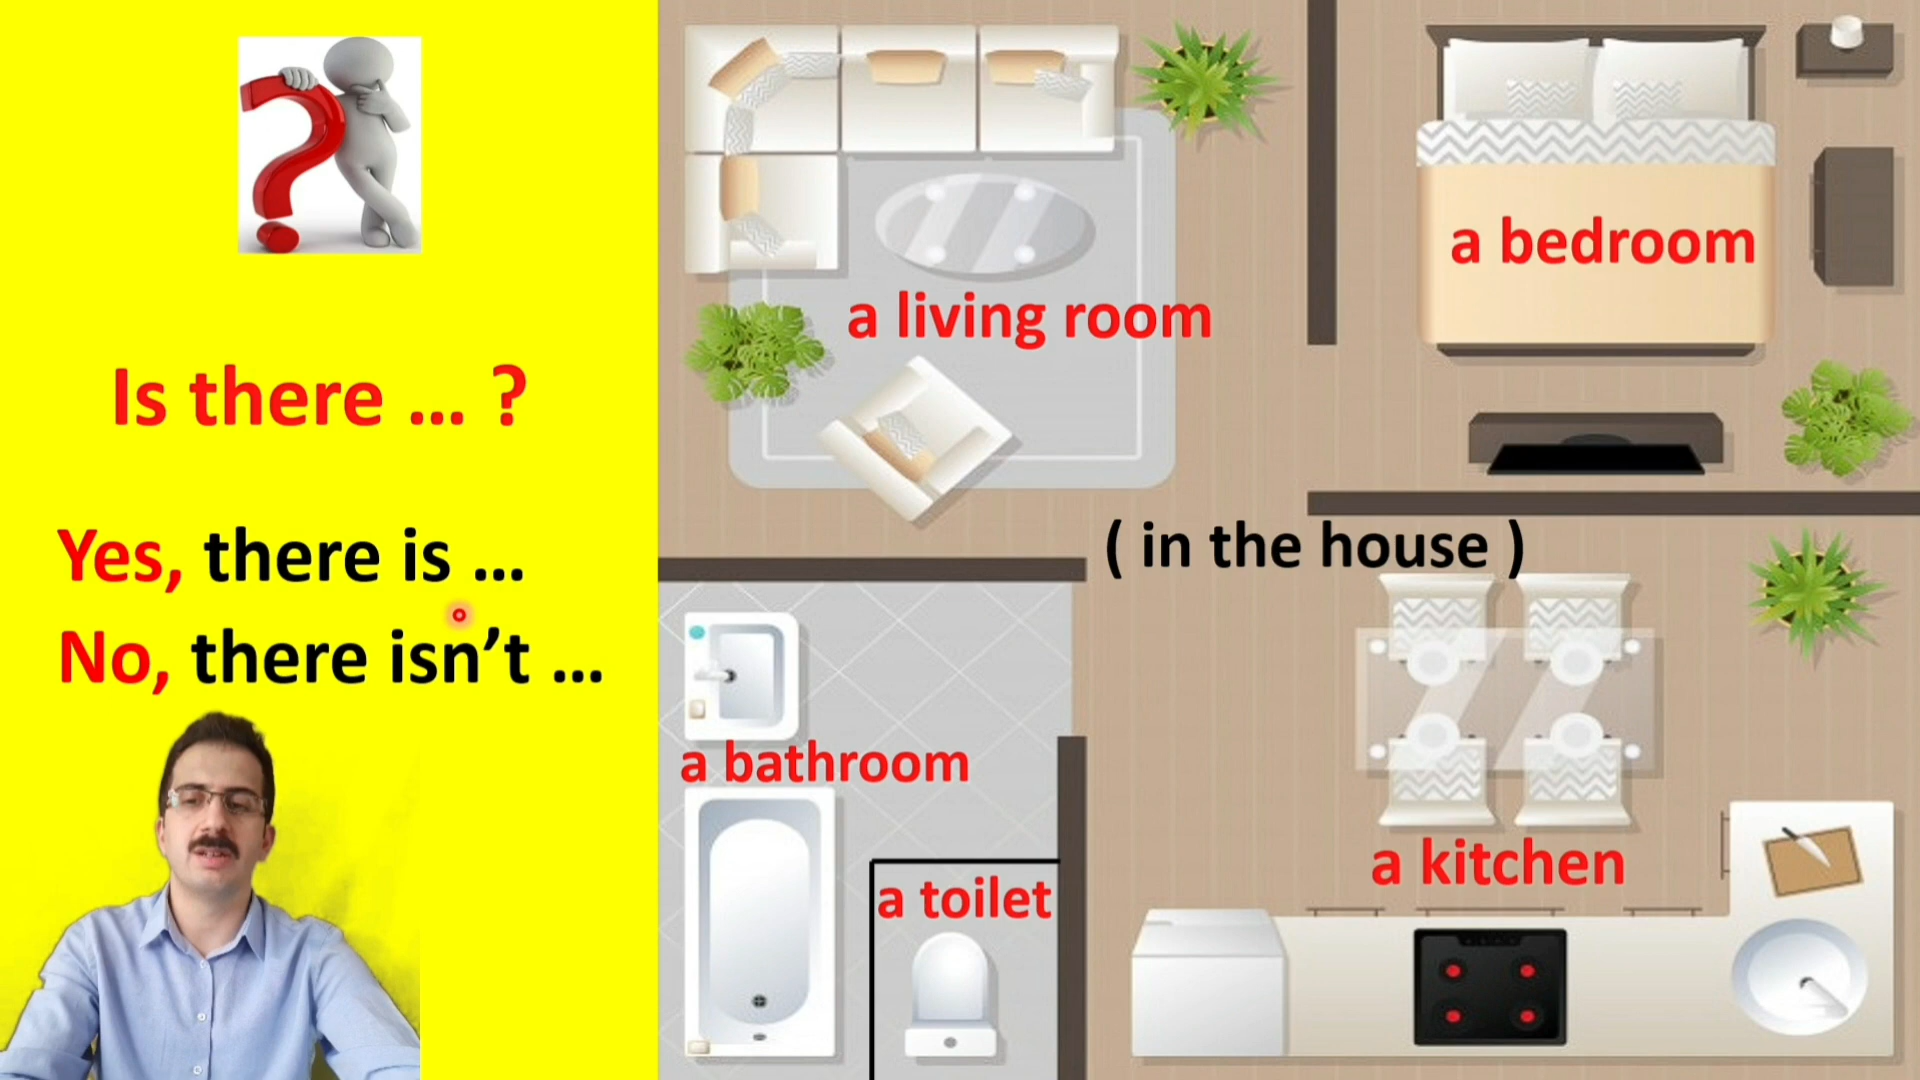 Is there ... ?
Yes, there is ...
No, there isn’t ...
a living room
a bedroom
( in the house )
a bathroom
a toilet
a kitchen